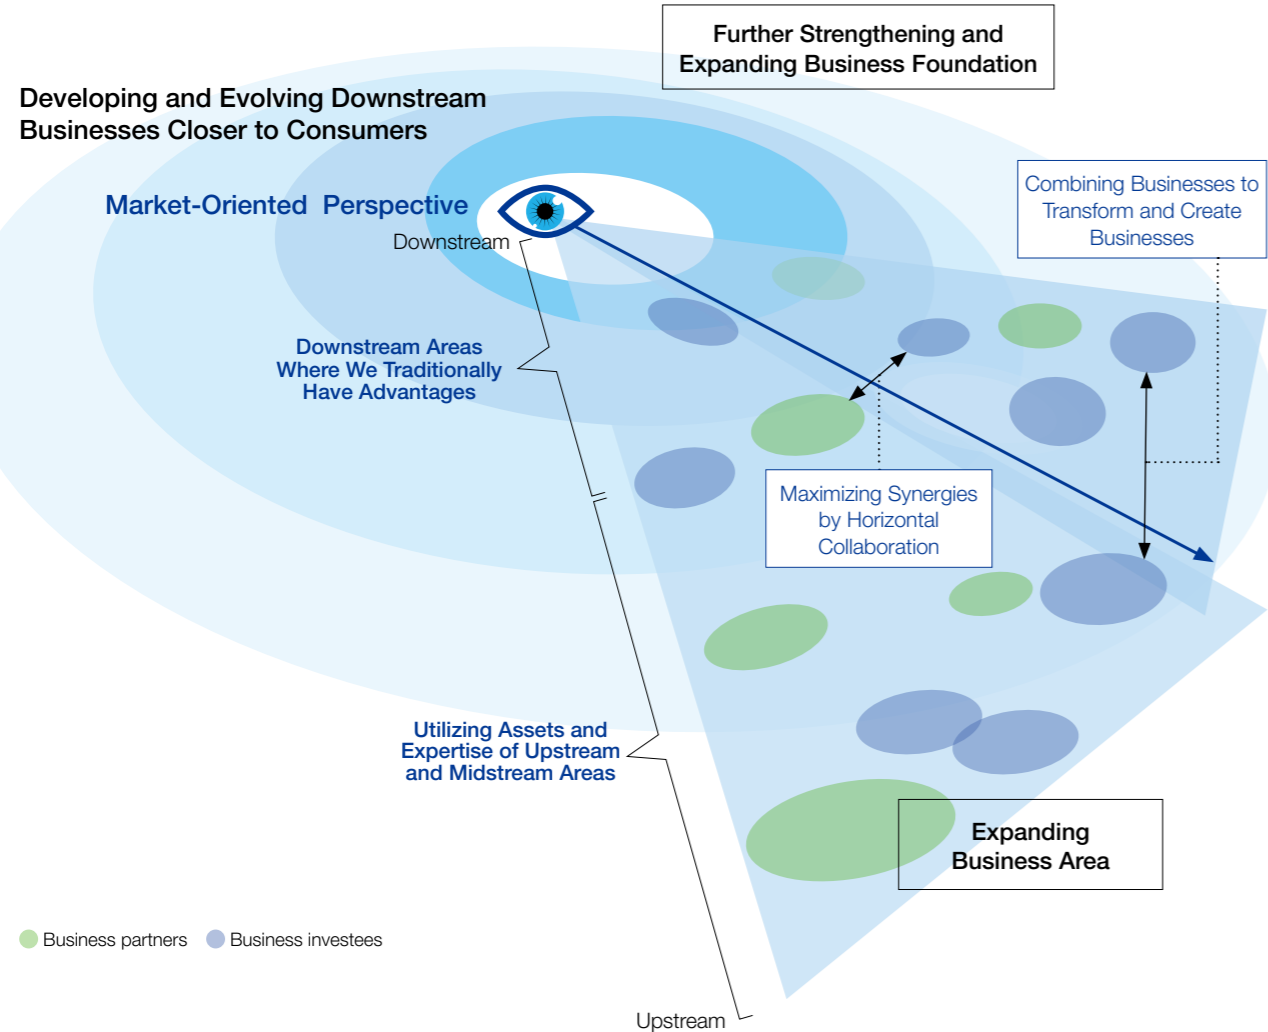 Further Strengthening and
Expanding Business Foundation
Developing and Evolving Downstream
Businesses Closer to Consumers
Market-Oriented Perspective
Downstream
Combining Businesses to
Transform and Create
Businesses
Downstream Areas
Where We Traditionally
Have Advantages
Maximizing Synergies
by Horizontal
Collaboration
Utilizing Assets and
Expertise of Upstream
and Midstream Areas
Expanding
Business Area
Business partners
Business investees
Upstream